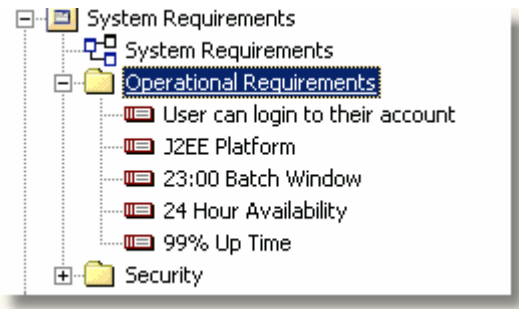 System Requirements
System Requirements
Operational Requirements
User can login to their account
J2EE Platform
23:00 Batch Window
24 Hour Availability
99% Up Time
Security